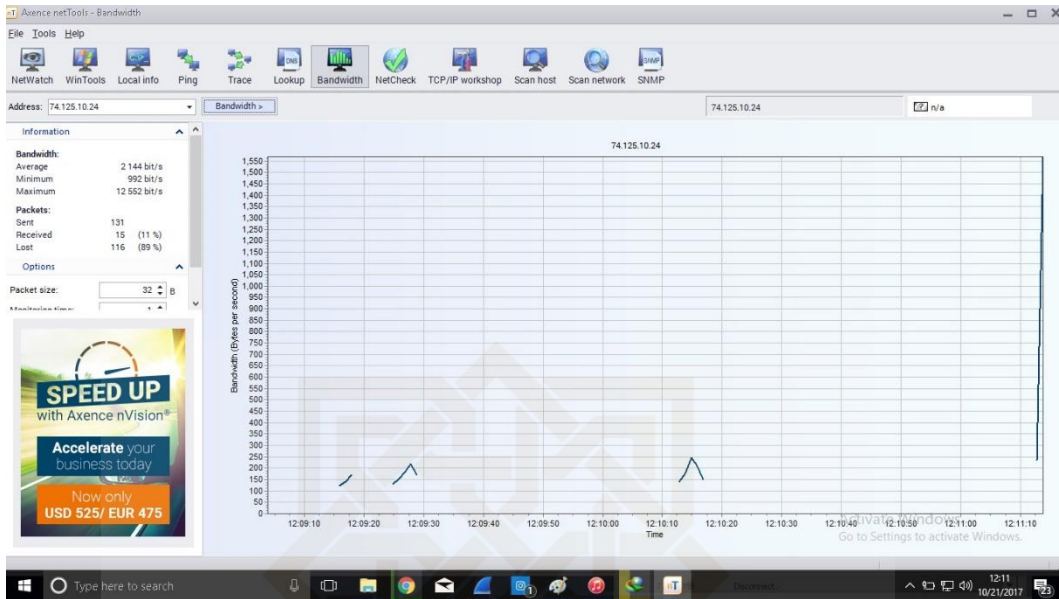 Axence netTools - Bandwidth
File Tools Help
NetWatch WinTools Local info Ping Trace Lookup Bandwidth NetCheck TCP/IP workshop Scan host Scan network SNMP
Address: 74.125.10.24 Bandwidth > 74.125.10.24 n/a
Information
Bandwidth:
Average 2 144 bit/s
Minimum 992 bit/s
Maximum 12 552 bit/s
Packets:
Sent 131
Received 15 (11 %)
Lost 116 (89 %)
Options
Packet size: 32 B
Monitoring time: 1
SPEED UP
with Axence nVision®
Accelerate your
business today
Now only
USD 525/ EUR 475
74.125.10.24
Bandwidth (Bytes per second)
1,550
1,500
1,450
1,400
1,350
1,300
1,250
1,200
1,150
1,100
1,050
1,000
950
900
850
800
750
700
650
600
550
500
450
400
350
300
250
200
150
100
50
0
12:09:10 12:09:20 12:09:30 12:09:40 12:09:50 12:10:00 12:10:10 12:10:20 12:10:30 12:10:40 12:10:50 12:11:00 12:11:10
Time
Activate Windows
Go to Settings to activate Windows.
Type here to search
Disconnect
12:11
10/21/2017
23